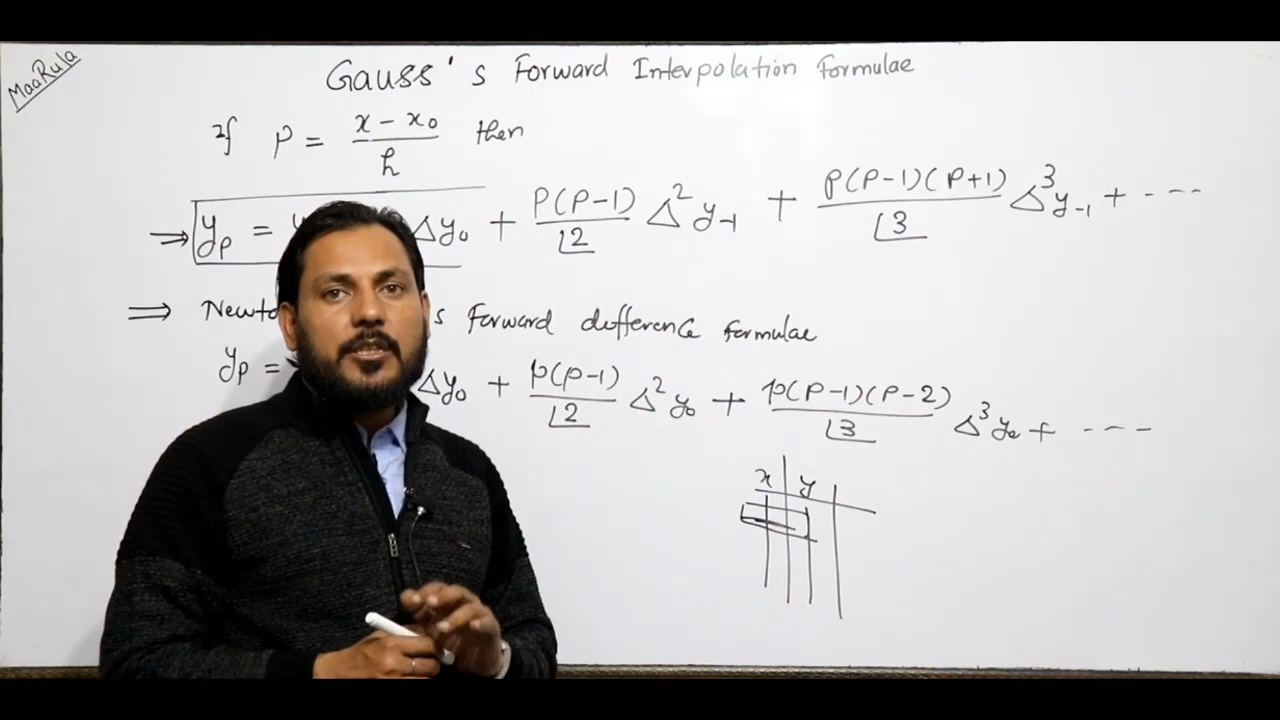 MaaRula
Gauss's Forward Interpolation Formulae
If P = (x - x₀)/h then
⇒ yₚ = Δy₀ + P(P-1)/⌊2 Δ²y₋₁ + P(P-1)(P+1)/⌊3 Δ³y₋₁ + ----
⇒ s Forward difference formulae
yₚ = Δy₀ + p(p-1)/⌊2 Δ²y₀ + p(P-1)(P-2)/⌊3 Δ³y₀ + ----
x y